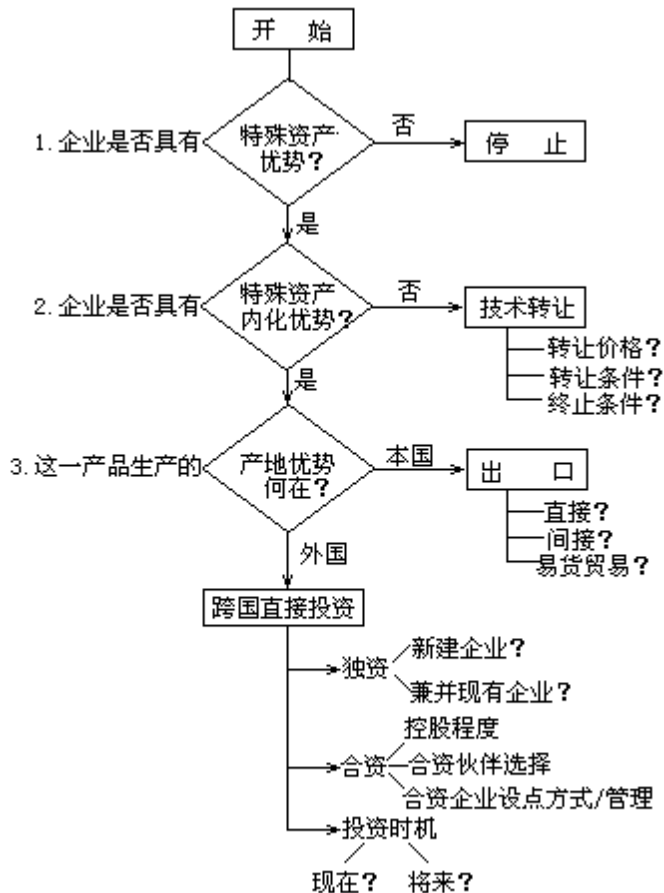 开 始
1. 企业是否具有
特殊资产
优势?
否
停 止
是
2. 企业是否具有
特殊资产
内化优势?
否
技术转让
转让价格?
转让条件?
终止条件?
是
3. 这一产品生产的
产地优势
何在?
本国
出 口
直接?
间接?
易货贸易?
外国
跨国直接投资
独资
新建企业?
兼并现有企业?
合资
控股程度
合资伙伴选择
合资企业设点方式/管理
投资时机
现在?
将来?